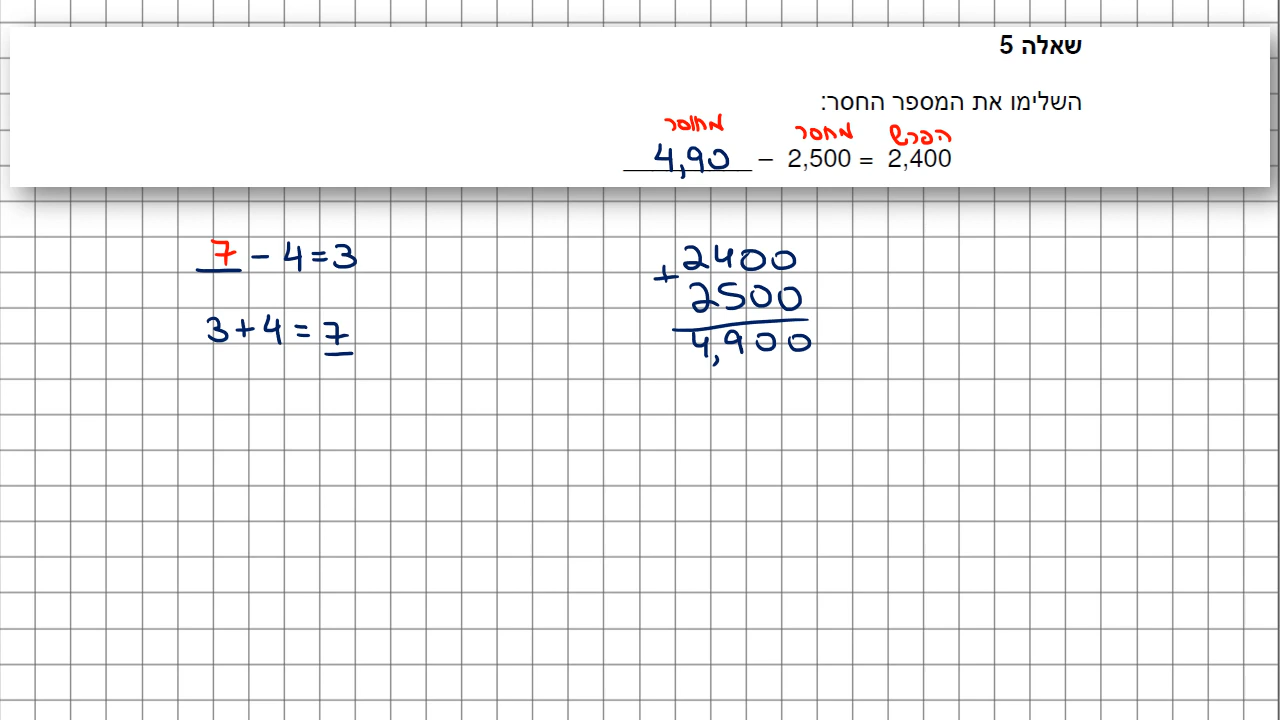 שאלה 5
השלימו את המספר החסר:
מחוסר מחסר הפרש
4,90 – 2,500 = 2,400
7 - 4 = 3
3 + 4 = 7
2400
+
2500
4,900